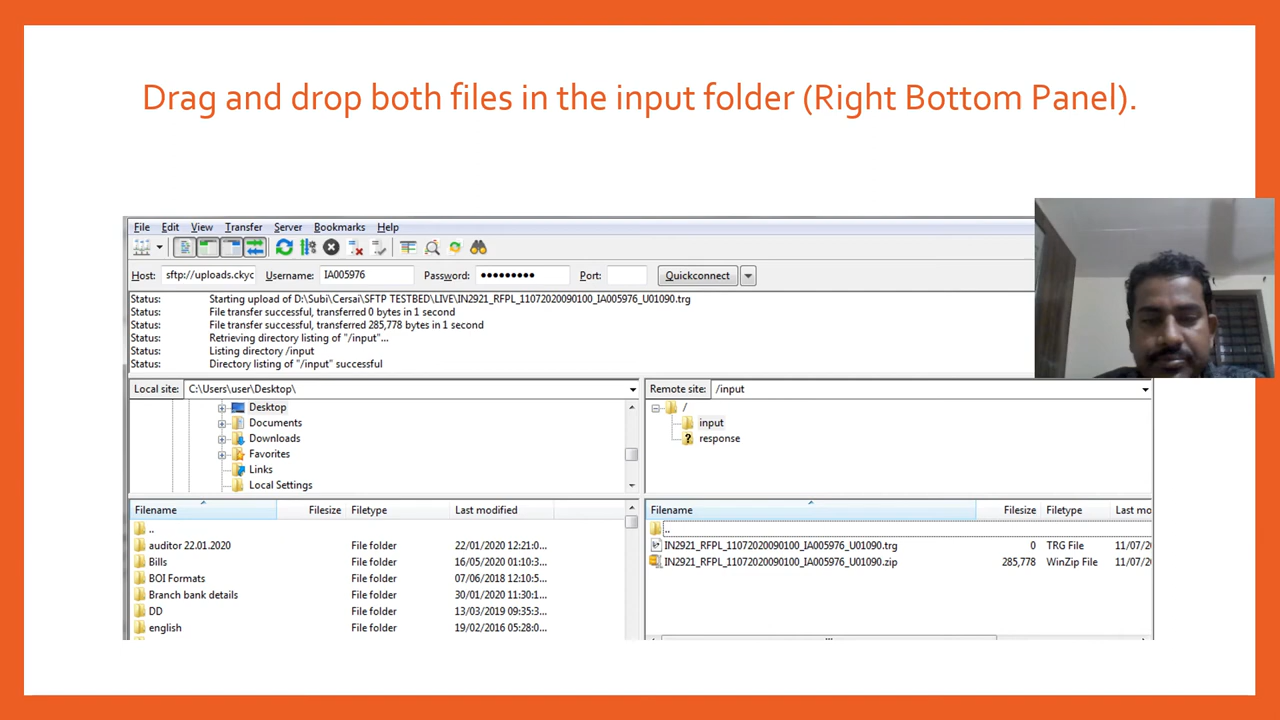 Drag and drop both files in the input folder (Right Bottom Panel).
File Edit View Transfer Server Bookmarks Help
Host: sftp://uploads.ckyc Username: IA005976 Password: ●●●●●●●●● Port: Quickconnect
Status: Starting upload of D:\Subi\Cersai\SFTP TESTBED\LIVE\IN2921_RFPL_11072020090100_IA005976_U01090.trg
Status: File transfer successful, transferred 0 bytes in 1 second
Status: File transfer successful, transferred 285,778 bytes in 1 second
Status: Retrieving directory listing of "/input"...
Status: Listing directory /input
Status: Directory listing of "/input" successful
Local site: C:\Users\user\Desktop\
Desktop
Documents
Downloads
Favorites
Links
Local Settings
Filename Filesize Filetype Last modified
..
auditor 22.01.2020 File folder 22/01/2020 12:21:0...
Bills File folder 16/05/2020 01:10:3...
BOI Formats File folder 07/06/2018 12:10:5...
Branch bank details File folder 30/01/2020 11:30:1...
DD File folder 13/03/2019 09:35:3...
english File folder 19/02/2016 05:28:0...
Remote site: /input
/
input
response
Filename Filesize Filetype Last mo
..
IN2921_RFPL_11072020090100_IA005976_U01090.trg 0 TRG File 11/07/2
IN2921_RFPL_11072020090100_IA005976_U01090.zip 285,778 WinZip File 11/07/2